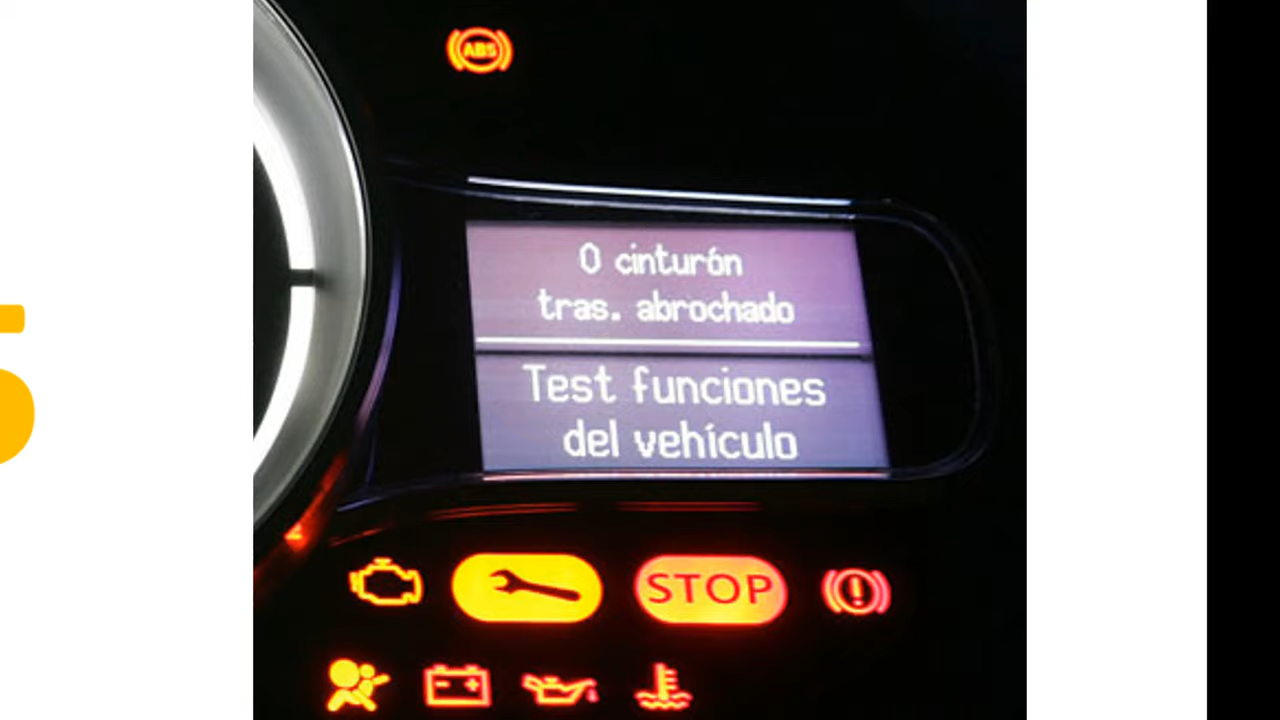 ABS
0 cinturón
tras. abrochado
Test funciones
del vehículo
STOP